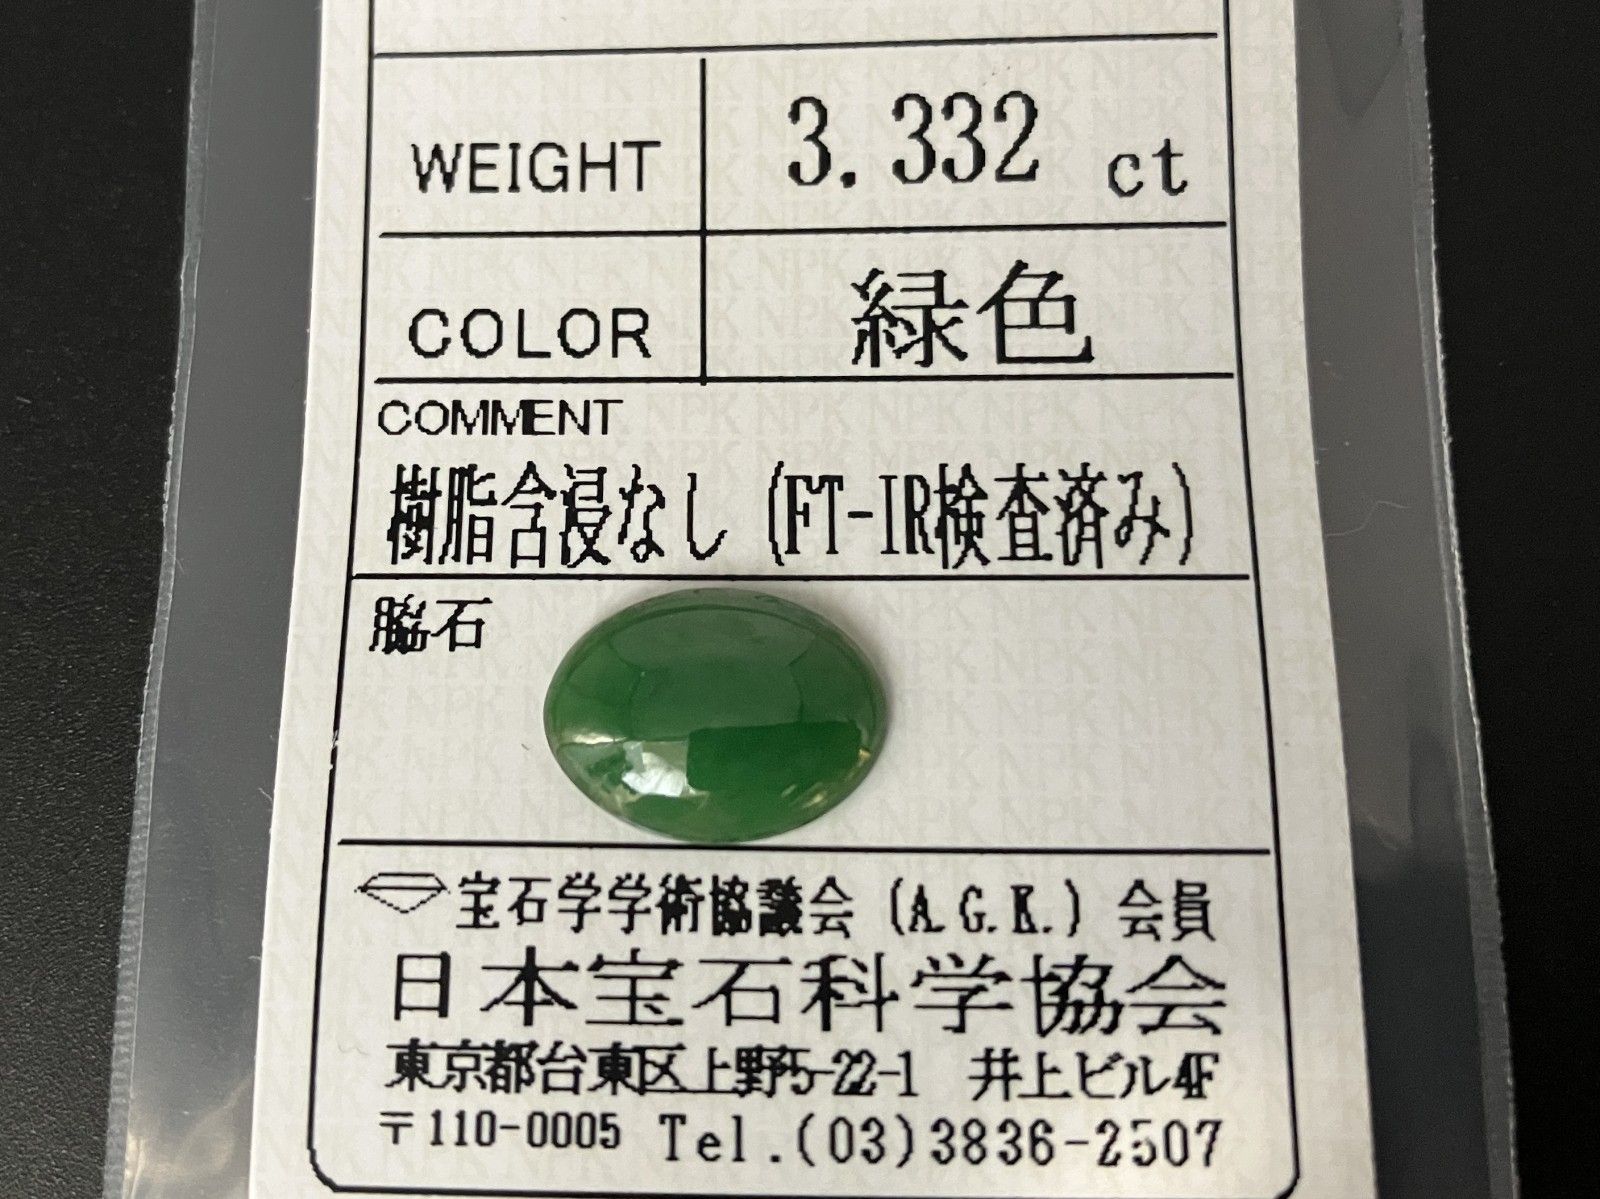 WEIGHT 3.332 ct
COLOR 緑色
COMMENT
樹脂含浸なし (FT-IR検査済み)
脇石
宝石学学術協議会 (A.G.K.) 会員
日本宝石科学協会
東京都台東区上野5-22-1 井上ビル4F
〒110-0005 Tel.(03)3836-2507